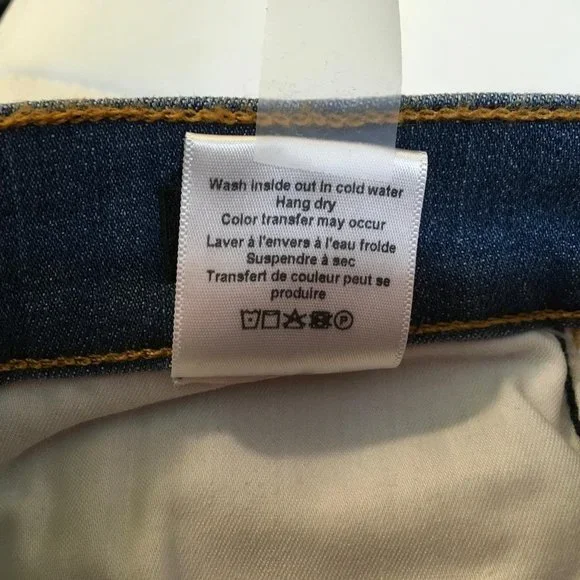 Wash inside out in cold water
Hang dry
Color transfer may occur
Laver à l'envers à l'eau froide
Suspendre à sec
Transfert de couleur peut se
produire
P